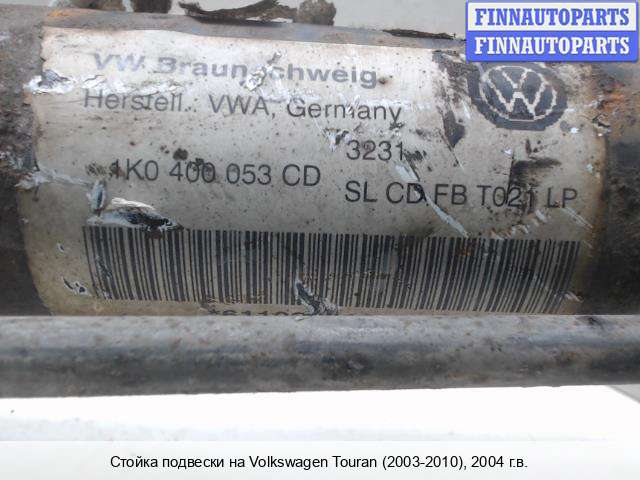 FINNAUTOPARTS
FINNAUTOPARTS
VW Braunschweig
Herstell.: VWA, Germany
3231
1K0 400 053 CD
SL CD FB T021 LP
Стойка подвески на Volkswagen Touran (2003-2010), 2004 г.в.